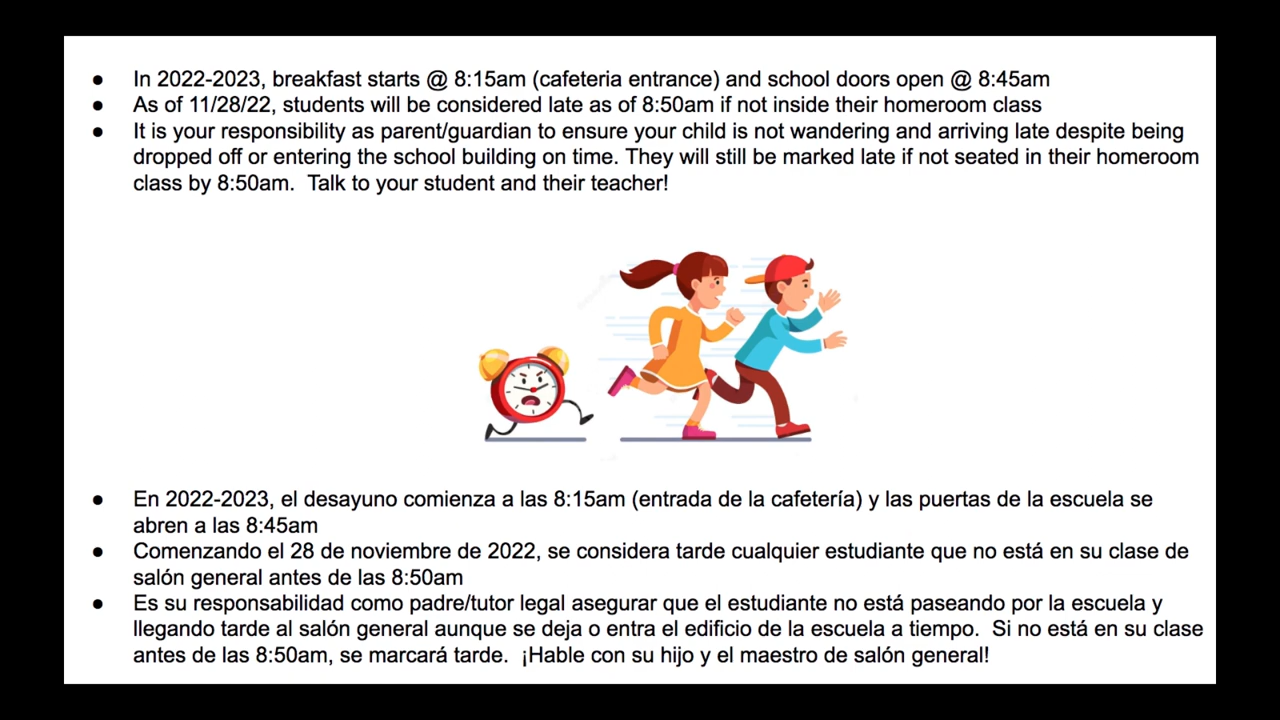 ● In 2022-2023, breakfast starts @ 8:15am (cafeteria entrance) and school doors open @ 8:45am
● As of 11/28/22, students will be considered late as of 8:50am if not inside their homeroom class
● It is your responsibility as parent/guardian to ensure your child is not wandering and arriving late despite being
dropped off or entering the school building on time. They will still be marked late if not seated in their homeroom
class by 8:50am.  Talk to your student and their teacher!
● En 2022-2023, el desayuno comienza a las 8:15am (entrada de la cafetería) y las puertas de la escuela se
abren a las 8:45am
● Comenzando el 28 de noviembre de 2022, se considera tarde cualquier estudiante que no está en su clase de
salón general antes de las 8:50am
● Es su responsabilidad como padre/tutor legal asegurar que el estudiante no está paseando por la escuela y
llegando tarde al salón general aunque se deja o entra el edificio de la escuela a tiempo.  Si no está en su clase
antes de las 8:50am, se marcará tarde.  ¡Hable con su hijo y el maestro de salón general!